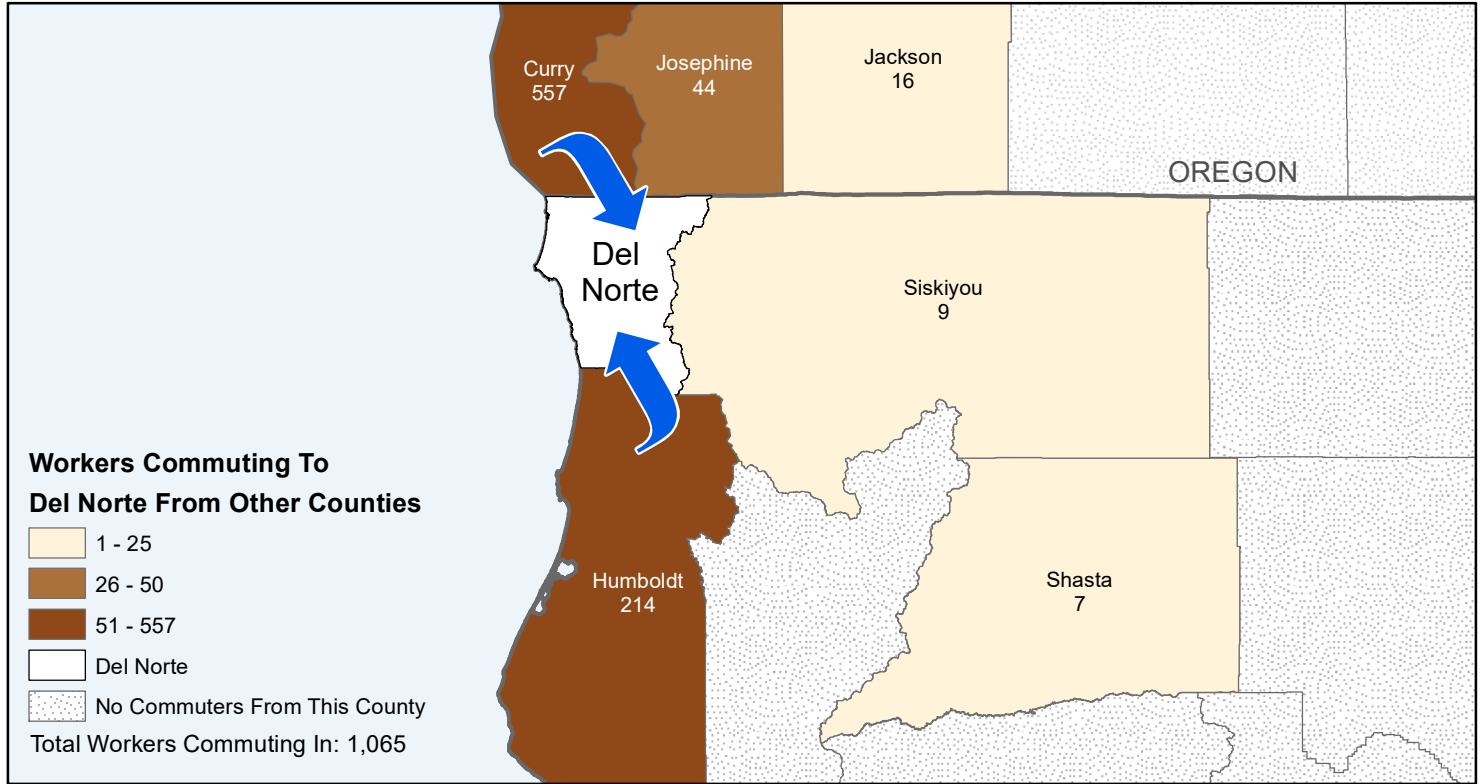 Curry
557
Josephine
44
Jackson
16
OREGON
Del
Norte
Siskiyou
9
Humboldt
214
Shasta
7
Workers Commuting To
Del Norte From Other Counties
1 - 25
26 - 50
51 - 557
Del Norte
No Commuters From This County
Total Workers Commuting In: 1,065